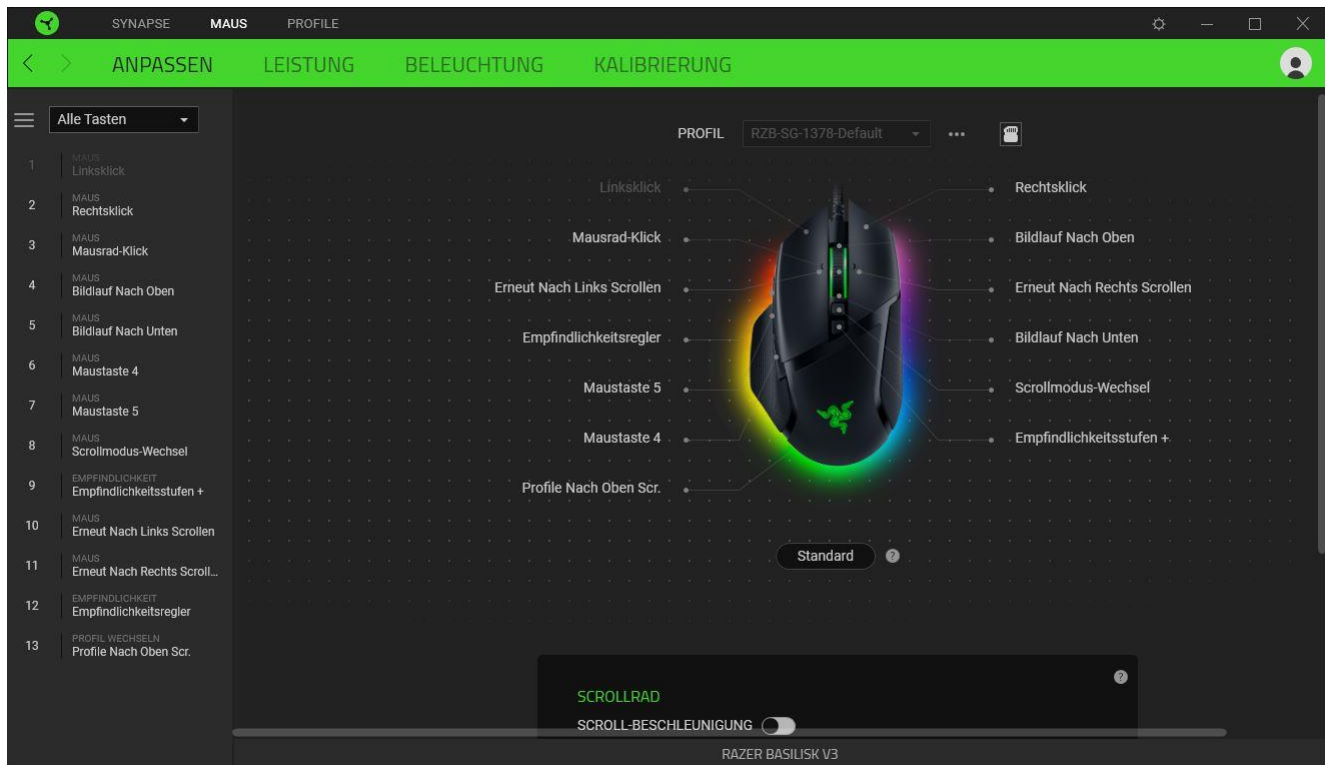 SYNAPSE MAUS PROFILE
ANPASSEN LEISTUNG BELEUCHTUNG KALIBRIERUNG
Alle Tasten
1 MAUS
Linksklick
2 MAUS
Rechtsklick
3 MAUS
Mausrad-Klick
4 MAUS
Bildlauf Nach Oben
5 MAUS
Bildlauf Nach Unten
6 MAUS
Maustaste 4
7 MAUS
Maustaste 5
8 MAUS
Scrollmodus-Wechsel
9 EMPFINDLICHKEIT
Empfindlichkeitsstufen +
10 MAUS
Erneut Nach Links Scrollen
11 MAUS
Erneut Nach Rechts Scroll...
12 EMPFINDLICHKEIT
Empfindlichkeitsregler
13 PROFIL WECHSELN
Profile Nach Oben Scr.
PROFIL RZB-SG-1378-Default
Linksklick
Mausrad-Klick
Erneut Nach Links Scrollen
Empfindlichkeitsregler
Maustaste 5
Maustaste 4
Profile Nach Oben Scr.
Rechtsklick
Bildlauf Nach Oben
Erneut Nach Rechts Scrollen
Bildlauf Nach Unten
Scrollmodus-Wechsel
Empfindlichkeitsstufen +
Standard ?
?
SCROLLRAD
SCROLL-BESCHLEUNIGUNG
RAZER BASILISK V3